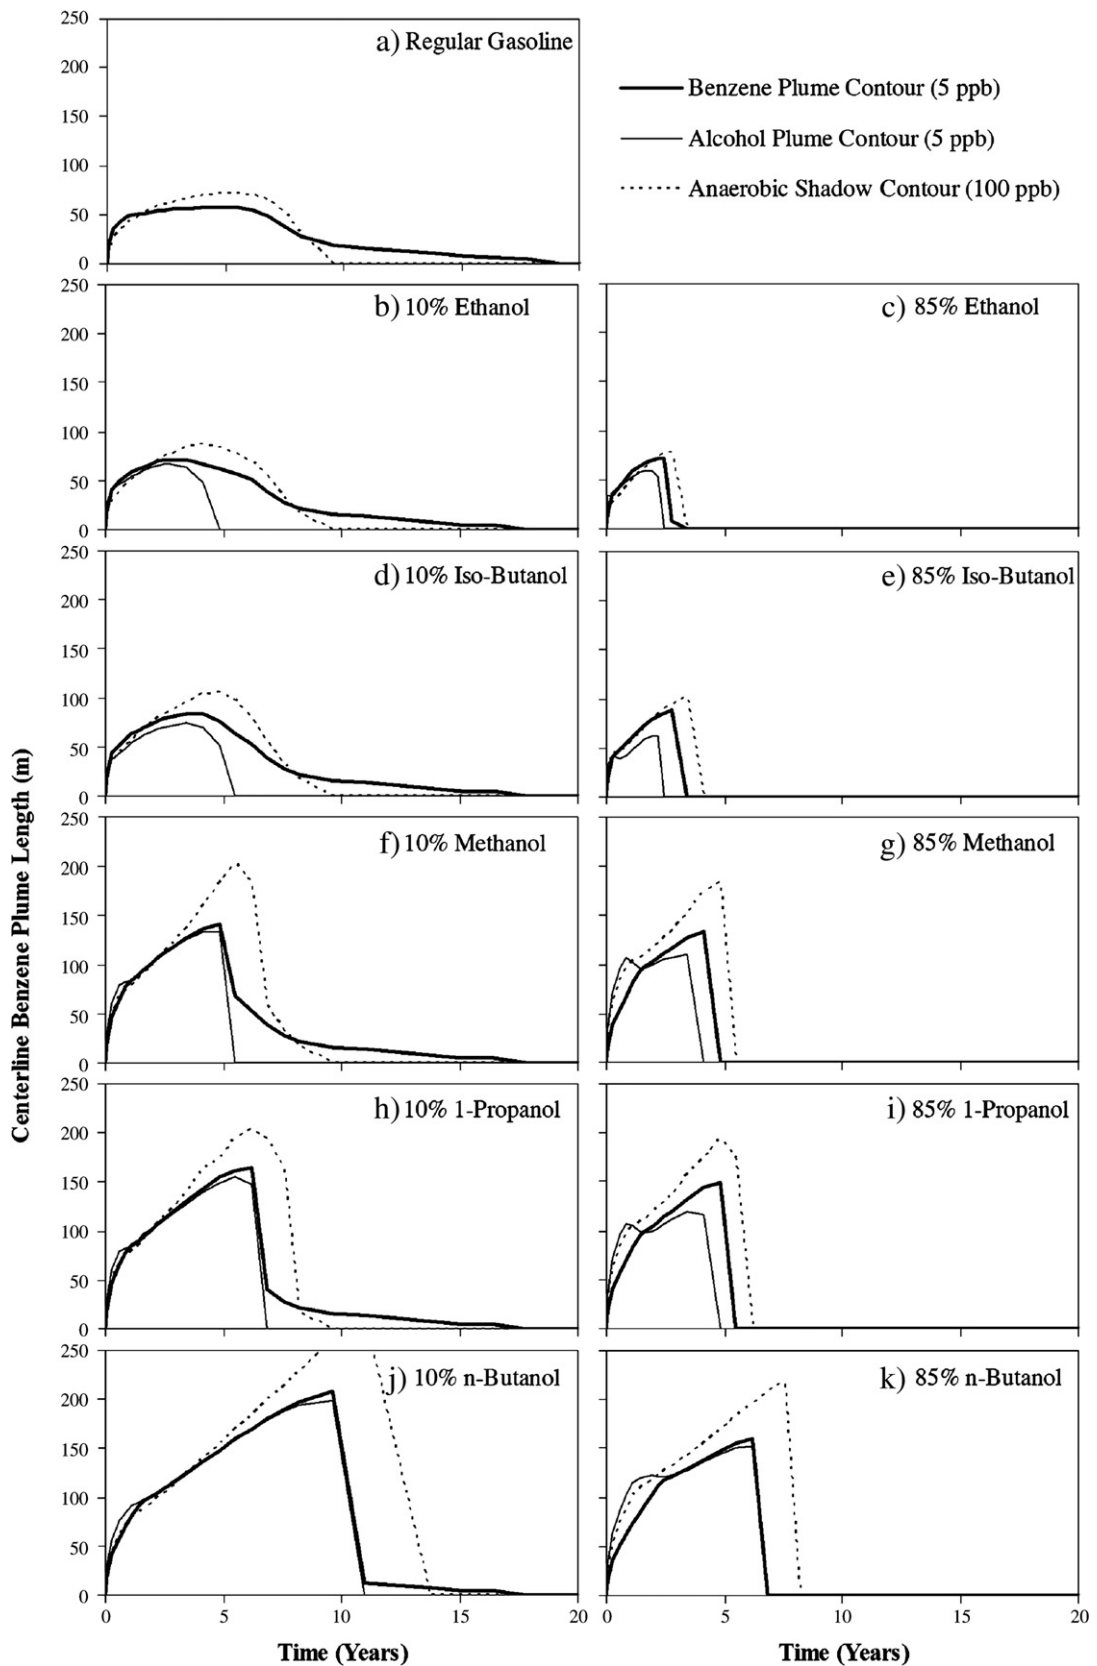 250
200
150
100
50
0
a) Regular Gasoline
Benzene Plume Contour (5 ppb)
Alcohol Plume Contour (5 ppb)
Anaerobic Shadow Contour (100 ppb)
250
200
150
100
50
0
b) 10% Ethanol
c) 85% Ethanol
250
200
150
100
50
0
d) 10% Iso-Butanol
e) 85% Iso-Butanol
Centerline Benzene Plume Length (m)
250
200
150
100
50
0
f) 10% Methanol
g) 85% Methanol
250
200
150
100
50
0
h) 10% 1-Propanol
i) 85% 1-Propanol
250
200
150
100
50
0
j) 10% n-Butanol
k) 85% n-Butanol
0 5 10 15 20
0 5 10 15 20
Time (Years)
Time (Years)